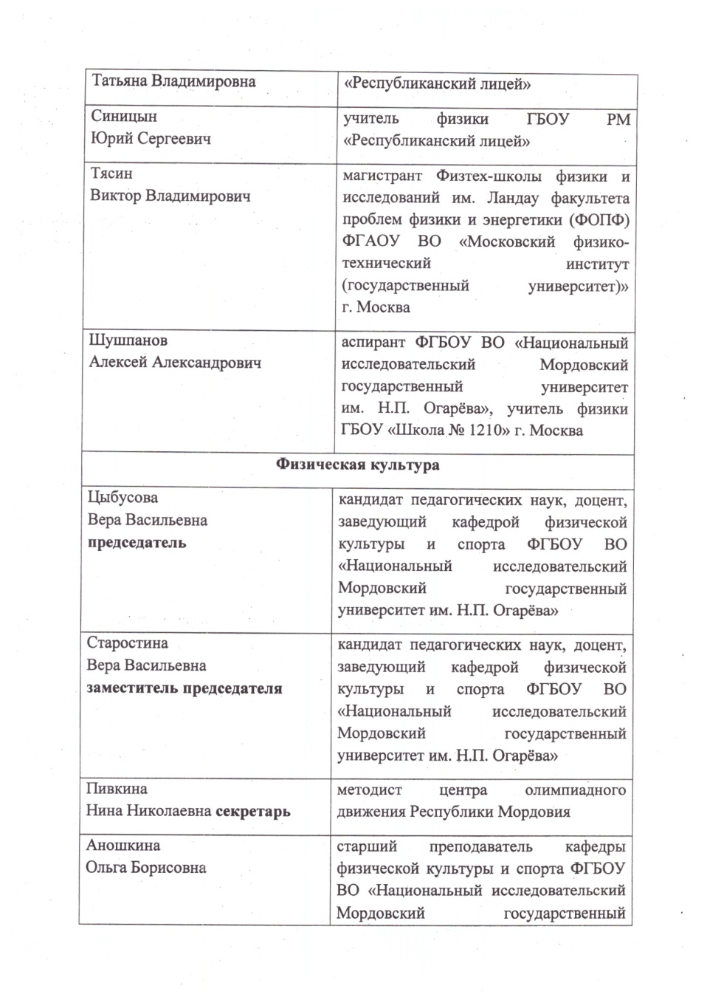 Татьяна Владимировна
«Республиканский лицей»
Синицын
Юрий Сергеевич
учитель физики ГБОУ РМ
«Республиканский лицей»
Тясин
Виктор Владимирович
магистрант Физтех-школы физики и
исследований им. Ландау факультета
проблем физики и энергетики (ФОПФ)
ФГАОУ ВО «Московский физико-
технический институт
(государственный университет)»
г. Москва
Шушпанов
Алексей Александрович
аспирант ФГБОУ ВО «Национальный
исследовательский Мордовский
государственный университет
им. Н.П. Огарёва», учитель физики
ГБОУ «Школа № 1210» г. Москва
Физическая культура
Цыбусова
Вера Васильевна
председатель
кандидат педагогических наук, доцент,
заведующий кафедрой физической
культуры и спорта ФГБОУ ВО
«Национальный исследовательский
Мордовский государственный
университет им. Н.П. Огарёва»
Старостина
Вера Васильевна
заместитель председателя
кандидат педагогических наук, доцент,
заведующий кафедрой физической
культуры и спорта ФГБОУ ВО
«Национальный исследовательский
Мордовский государственный
университет им. Н.П. Огарёва»
Пивкина
Нина Николаевна секретарь
методист центра олимпиадного
движения Республики Мордовия
Аношкина
Ольга Борисовна
старший преподаватель кафедры
физической культуры и спорта ФГБОУ
ВО «Национальный исследовательский
Мордовский государственный